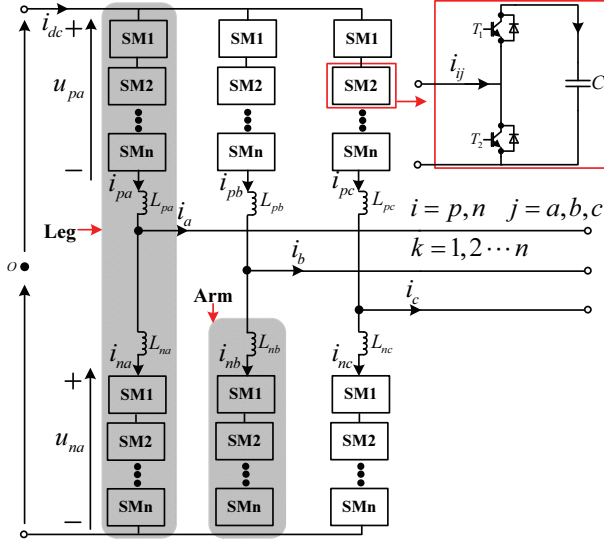 i_dc
+
SM1
SM1
SM1
T_1
u_pa
SM2
SM2
SM2
i_ij
C
T_2
−
SMn
SMn
SMn
i_pa
i_pb
i_pc
L_pa
L_pb
L_pc
i_a
i = p, n j = a, b, c
Leg
i_b
k = 1, 2 ⋯ n
O
Arm
i_c
L_na
L_nb
L_nc
i_na
i_nb
i_nc
+
SM1
SM1
SM1
u_na
SM2
SM2
SM2
−
SMn
SMn
SMn